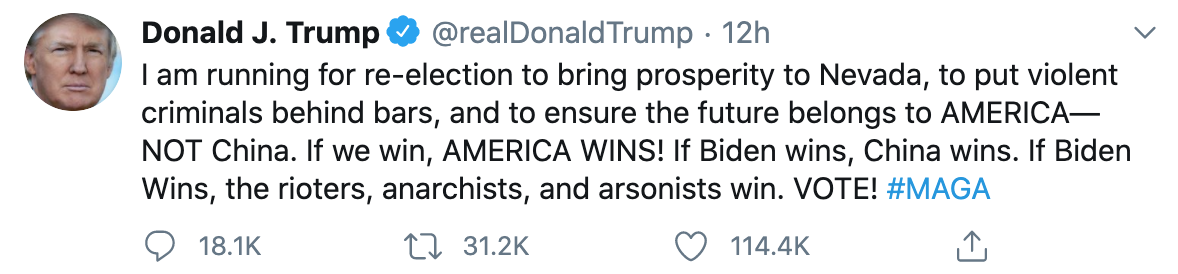 Donald J. Trump @realDonaldTrump · 12h
I am running for re-election to bring prosperity to Nevada, to put violent
criminals behind bars, and to ensure the future belongs to AMERICA—
NOT China. If we win, AMERICA WINS! If Biden wins, China wins. If Biden
Wins, the rioters, anarchists, and arsonists win. VOTE! #MAGA
18.1K 31.2K 114.4K